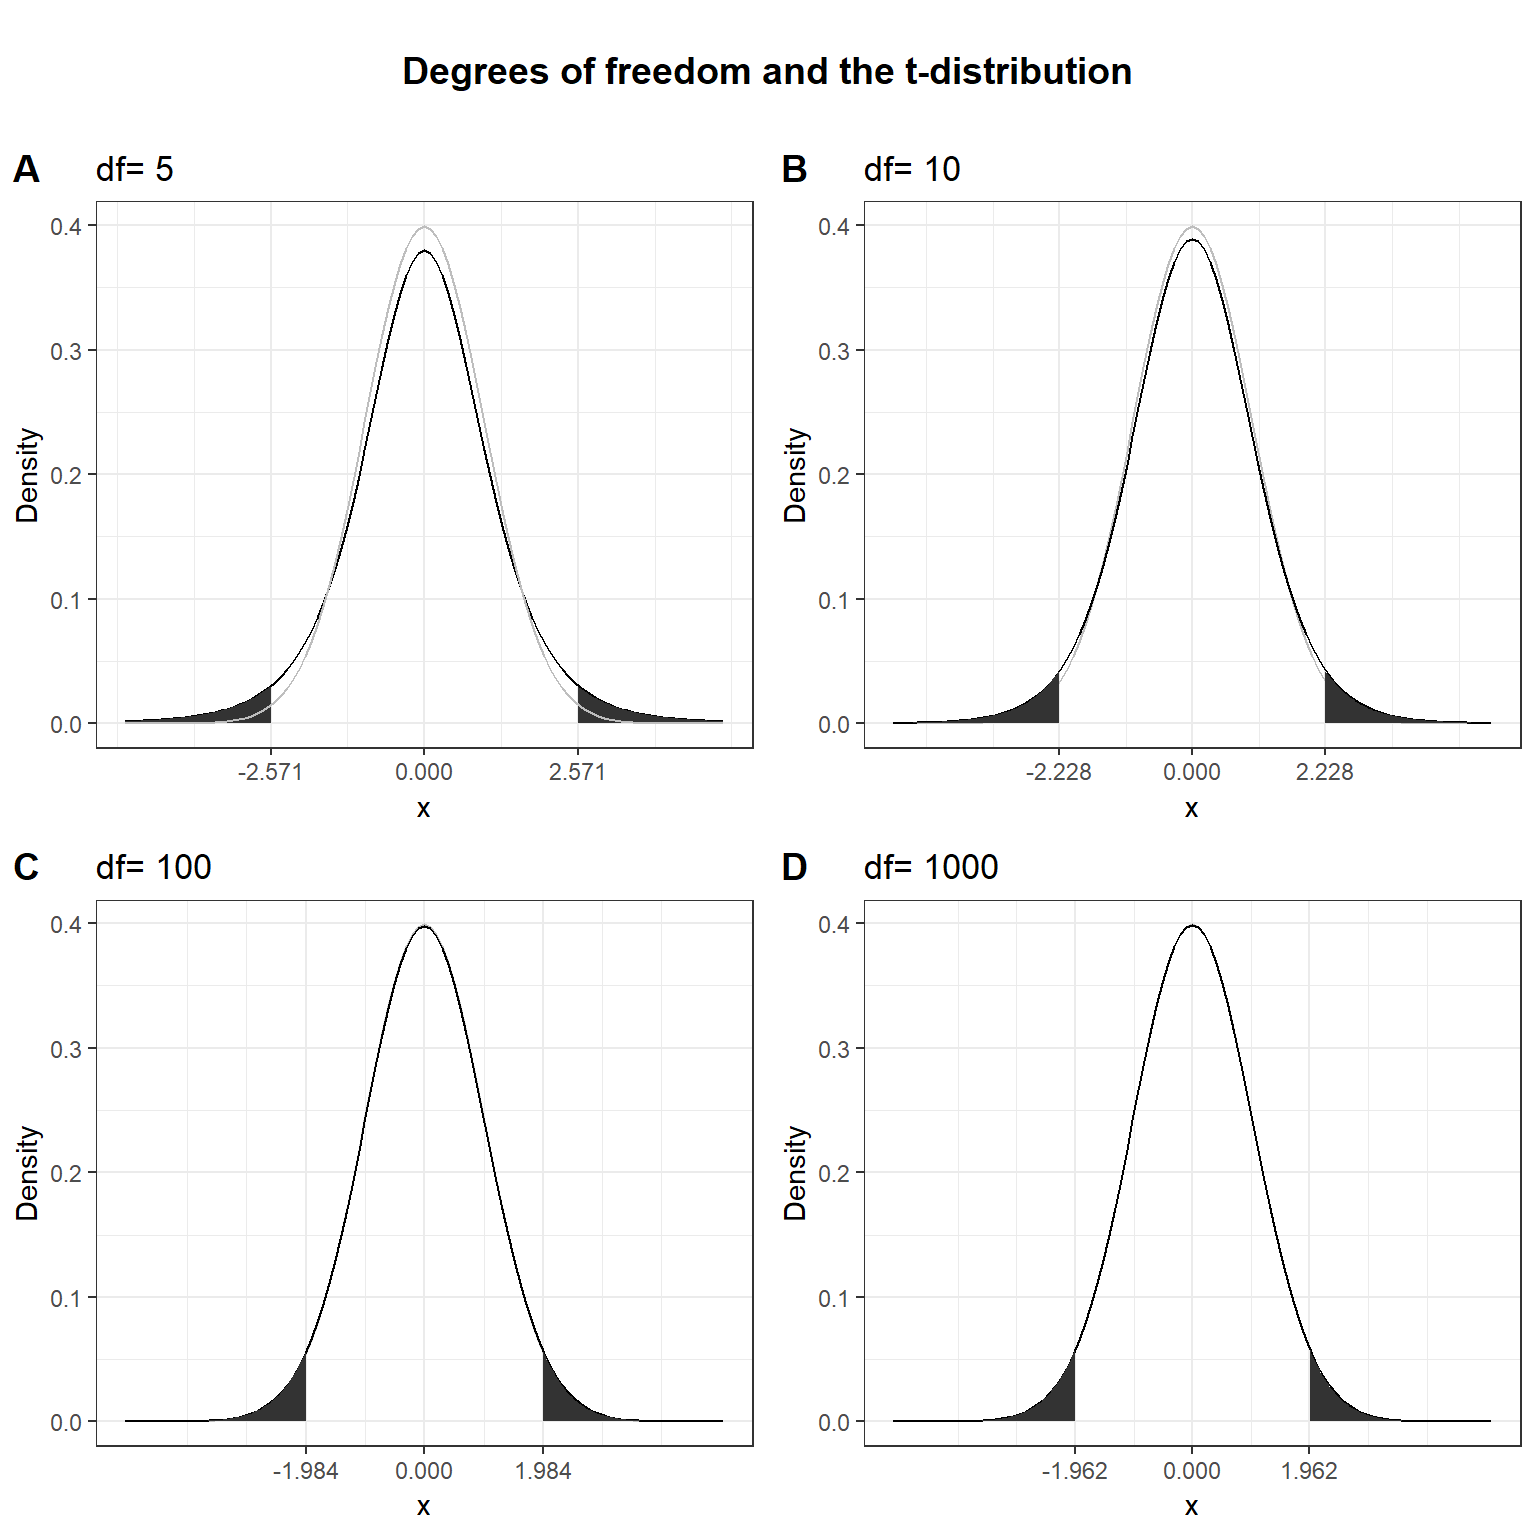 Degrees of freedom and the t-distribution
A df= 5
0.4
0.3
0.2
0.1
0.0
Density
-2.571 0.000 2.571
x
B df= 10
0.4
0.3
0.2
0.1
0.0
Density
-2.228 0.000 2.228
x
C df= 100
0.4
0.3
0.2
0.1
0.0
Density
-1.984 0.000 1.984
x
D df= 1000
0.4
0.3
0.2
0.1
0.0
Density
-1.962 0.000 1.962
x